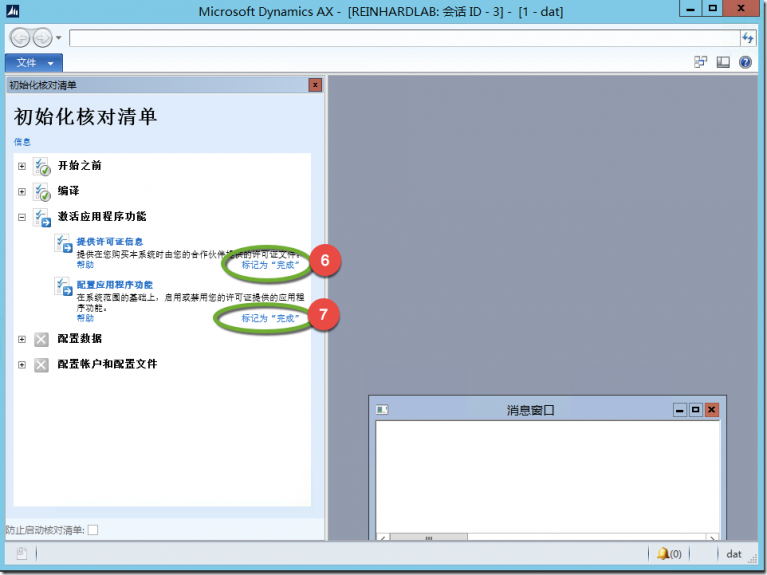 Microsoft Dynamics AX - [REINHARDLAB: 会话 ID - 3] - [1 - dat]
文件
初始化核对清单
初始化核对清单
信息
开始之前
编译
激活应用程序功能
提供许可证信息
提供在您购买本系统时由您的合作伙伴提供的许可证文件。
帮助
标记为“完成”
6
配置应用程序功能
在系统范围的基础上，启用或禁用您的许可证提供的应用程
序功能。
帮助
标记为“完成”
7
配置数据
配置帐户和配置文件
消息窗口
防止启动核对清单:
(0)
dat